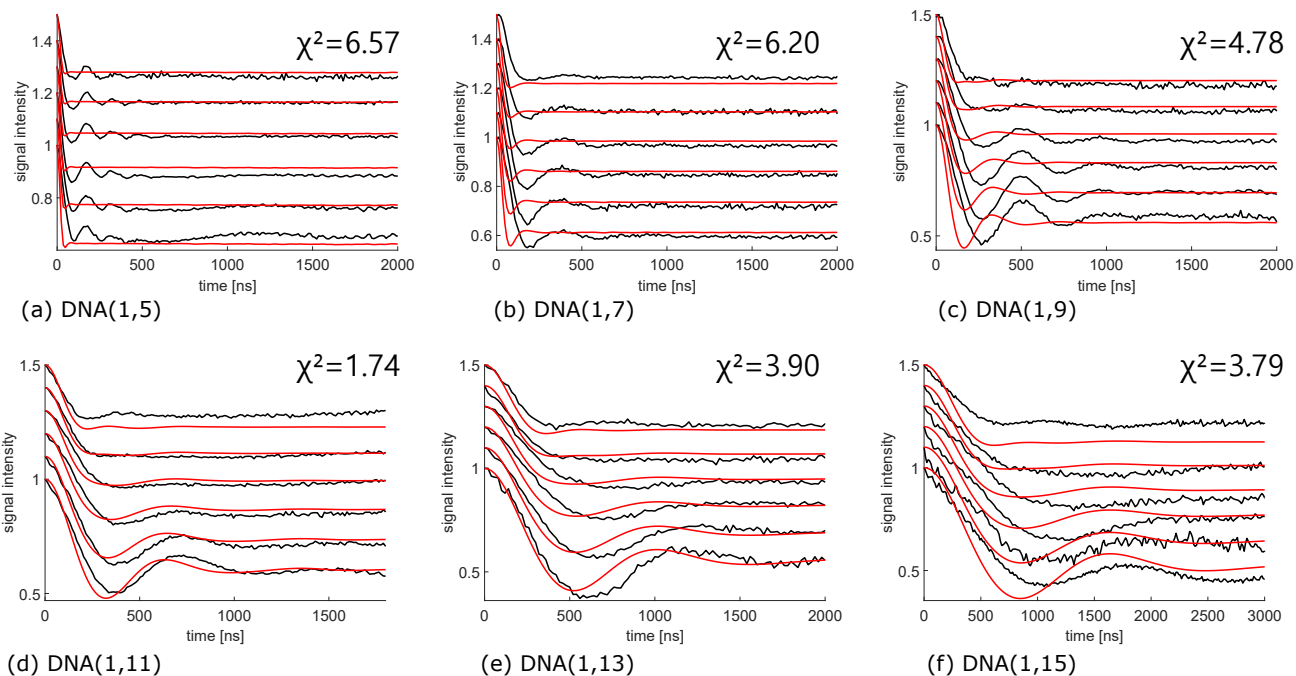 χ²=6.57
signal intensity
1.4
1.2
1
0.8
0
500
1000
1500
2000
time [ns]
(a) DNA(1,5)
χ²=6.20
signal intensity
1.4
1.2
1
0.8
0.6
0
500
1000
1500
2000
time [ns]
(b) DNA(1,7)
χ²=4.78
signal intensity
1.5
1
0.5
0
500
1000
1500
2000
time [ns]
(c) DNA(1,9)
χ²=1.74
signal intensity
1.5
1
0.5
0
500
1000
1500
time [ns]
(d) DNA(1,11)
χ²=3.90
signal intensity
1.5
1
0.5
0
500
1000
1500
2000
time [ns]
(e) DNA(1,13)
χ²=3.79
signal intensity
1.5
1
0.5
0
500
1000
1500
2000
2500
3000
time [ns]
(f) DNA(1,15)